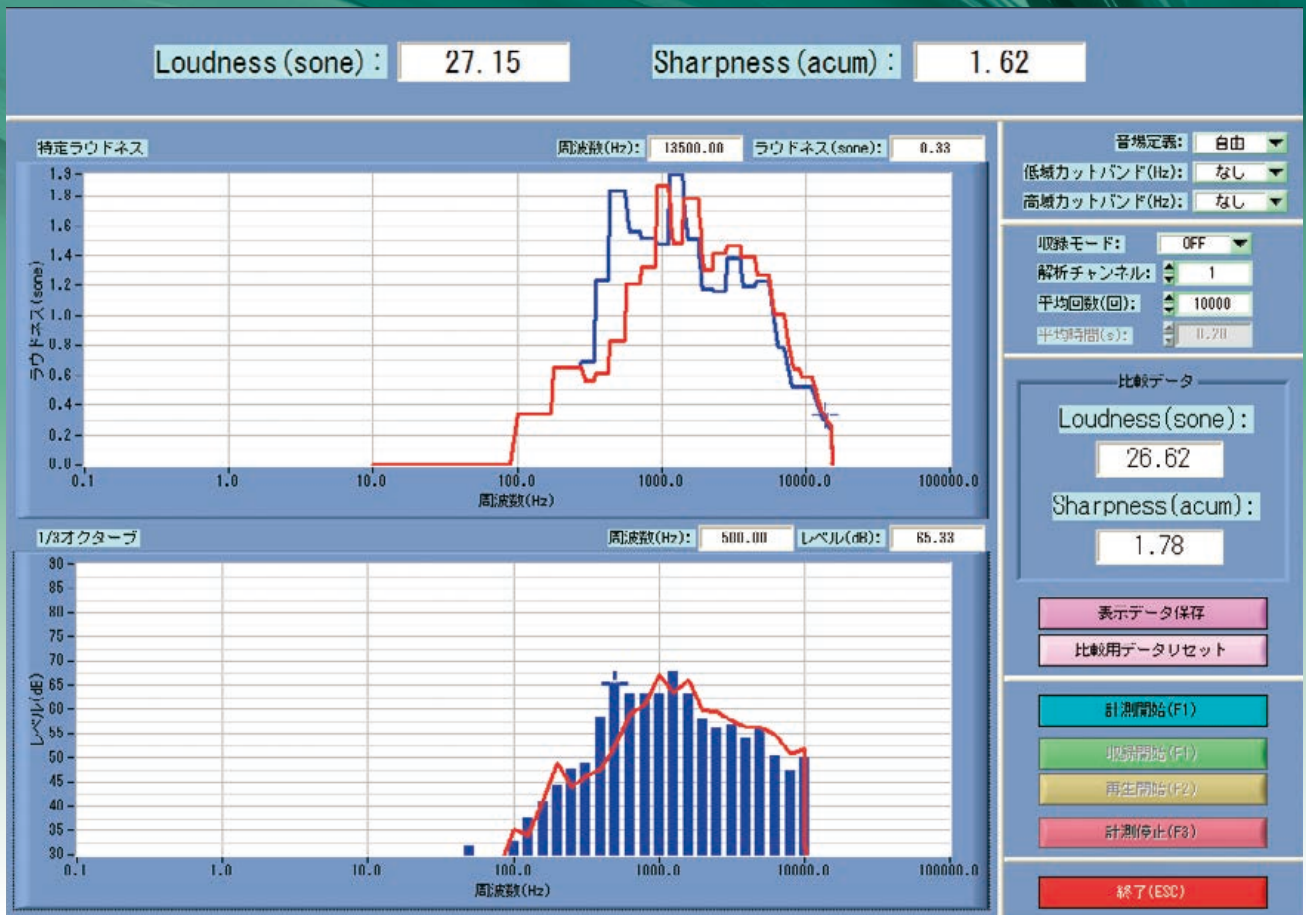 Loudness(sone): 27.15 Sharpness(acum): 1.62
特定ラウドネス 周波数(Hz): 13500.00 ラウドネス(sone): 0.33
1.9
1.8
1.6
1.4
1.2
1.0
0.8
0.6
0.4
0.2
0.0
ラウドネス(sone)
0.1 1.0 10.0 100.0 1000.0 10000.0 100000.0
周波数(Hz)
1/3オクターブ 周波数(Hz): 500.00 レベル(dB): 65.33
90
85
80
75
70
65
60
55
50
45
40
35
30
レベル(dB)
0.1 1.0 10.0 100.0 1000.0 10000.0 100000.0
周波数(Hz)
音場定義: 自由
低域カットバンド(Hz): なし
高域カットバンド(Hz): なし
収録モード: OFF
解析チャンネル: 1
平均回数(回): 10000
平均時間(s): 0.20
比較データ
Loudness(sone):
26.62
Sharpness(acum):
1.78
表示データ保存
比較用データリセット
計測開始(F1)
収録開始(F1)
再生開始(F2)
計測停止(F3)
終了(ESC)